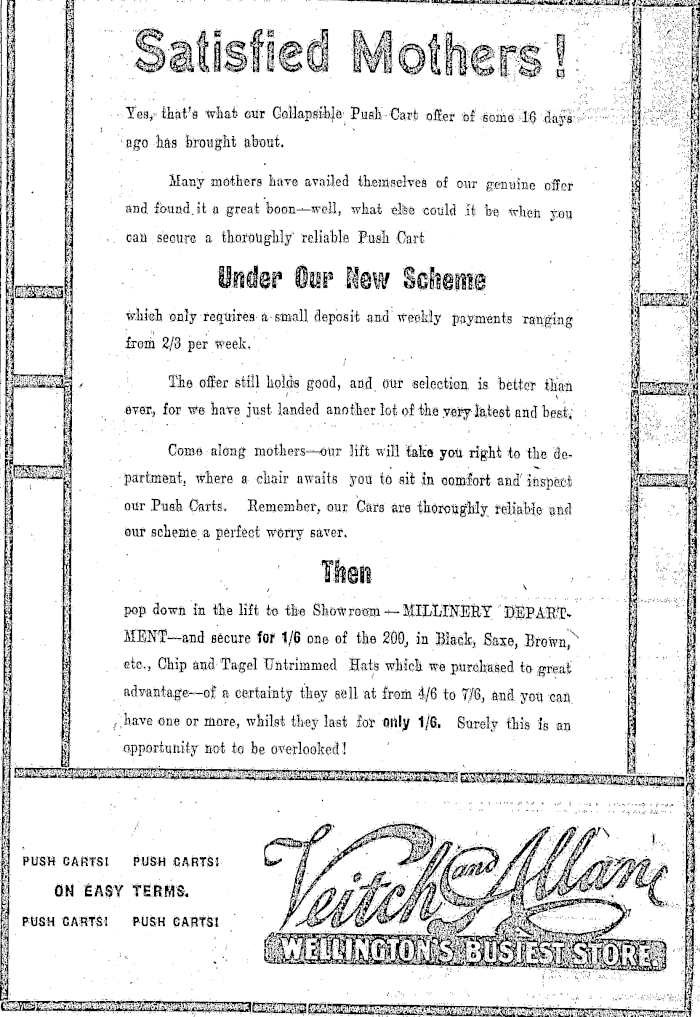 Satisfied Mothers!
Yes, that's what our Collapsible Push Cart offer of some 16 days
ago has brought about.
Many mothers have availed themselves of our genuine offer
and found it a great boon—well, what else could it be when you
can secure a thoroughly reliable Push Cart
Under Our New Scheme
which only requires a small deposit and weekly payments ranging
from 2/3 per week.
The offer still holds good, and our selection is better than
ever, for we have just landed another lot of the very latest and best.
Come along mothers—our lift will take you right to the de-
partment, where a chair awaits you to sit in comfort and inspect
our Push Carts. Remember, our Cars are thoroughly reliable and
our scheme a perfect worry saver.
Then
pop down in the lift to the Showroom—MILLINERY DEPART-
MENT—and secure for 1/6 one of the 200, in Black, Saxe, Brown,
etc., Chip and Tagel Untrimmed Hats which we purchased to great
advantage—of a certainty they sell at from 4/6 to 7/6, and you can
have one or more, whilst they last for only 1/6. Surely this is an
opportunity not to be overlooked!
PUSH CARTS! PUSH CARTS!
ON EASY TERMS.
PUSH CARTS! PUSH CARTS!
Veitch and Allan
WELLINGTON'S BUSIEST STORE.